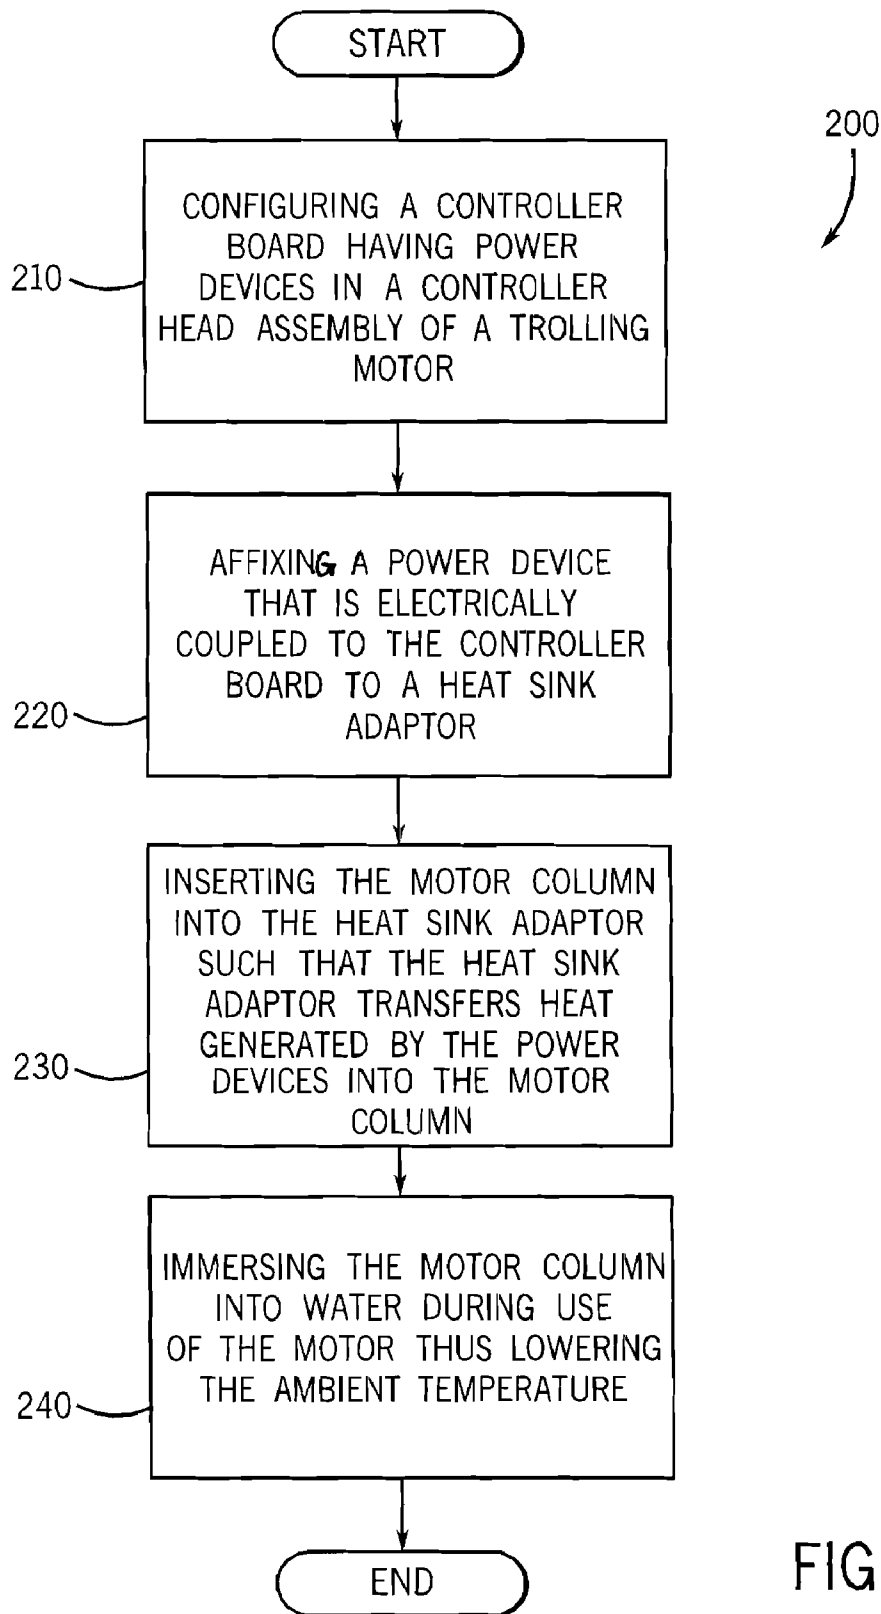 START
200
CONFIGURING A CONTROLLER
BOARD HAVING POWER
DEVICES IN A CONTROLLER
HEAD ASSEMBLY OF A TROLLING
MOTOR
210
AFFIXING A POWER DEVICE
THAT IS ELECTRICALLY
COUPLED TO THE CONTROLLER
BOARD TO A HEAT SINK
ADAPTOR
220
INSERTING THE MOTOR COLUMN
INTO THE HEAT SINK ADAPTOR
SUCH THAT THE HEAT SINK
ADAPTOR TRANSFERS HEAT
GENERATED BY THE POWER
DEVICES INTO THE MOTOR
COLUMN
230
IMMERSING THE MOTOR COLUMN
INTO WATER DURING USE
OF THE MOTOR THUS LOWERING
THE AMBIENT TEMPERATURE
240
END
FIG